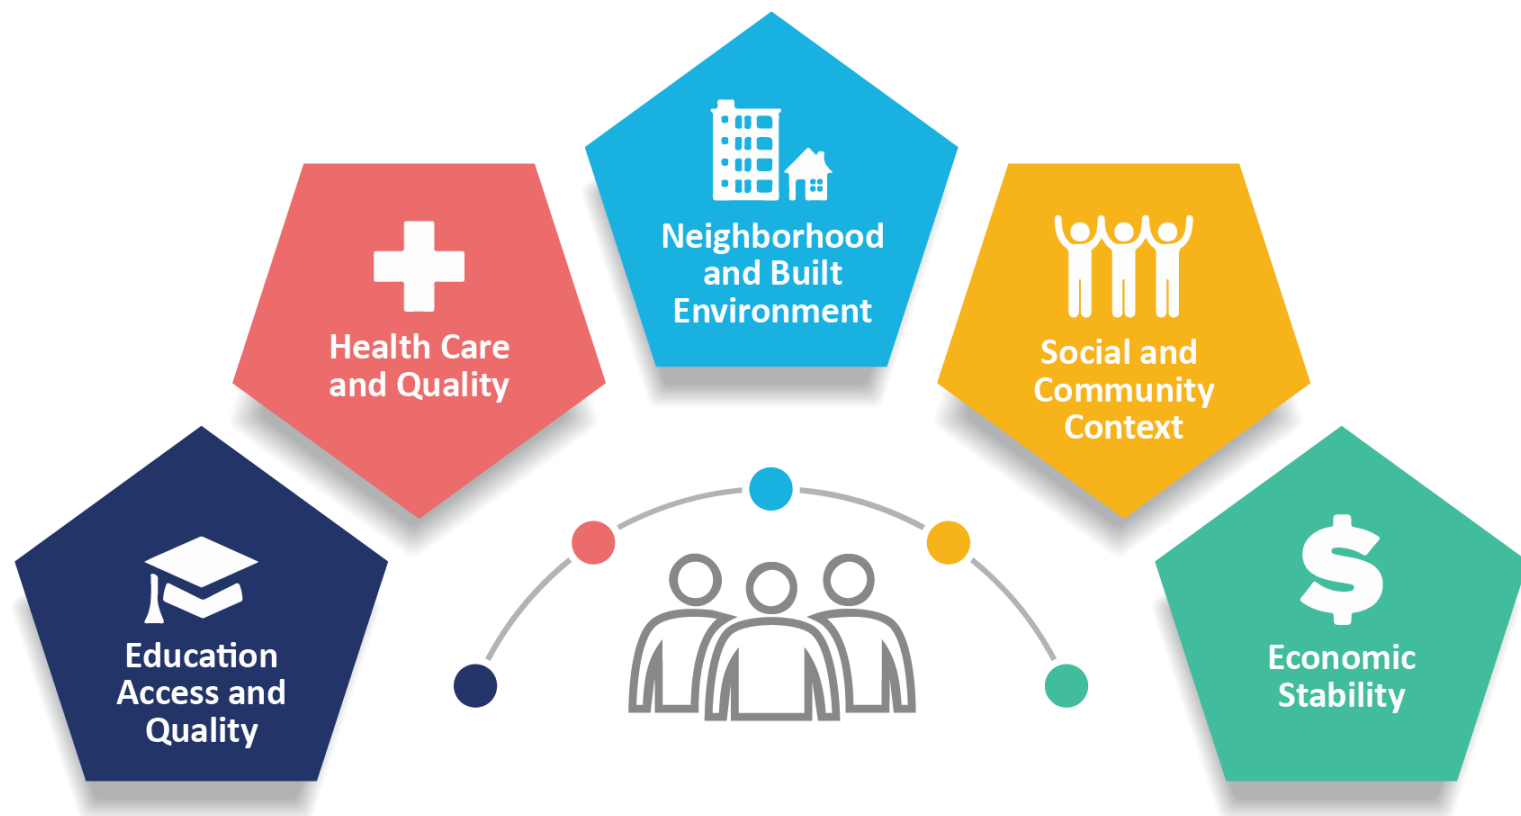 Education
Access and
Quality
Health Care
and Quality
Neighborhood
and Built
Environment
Social and
Community
Context
Economic
Stability